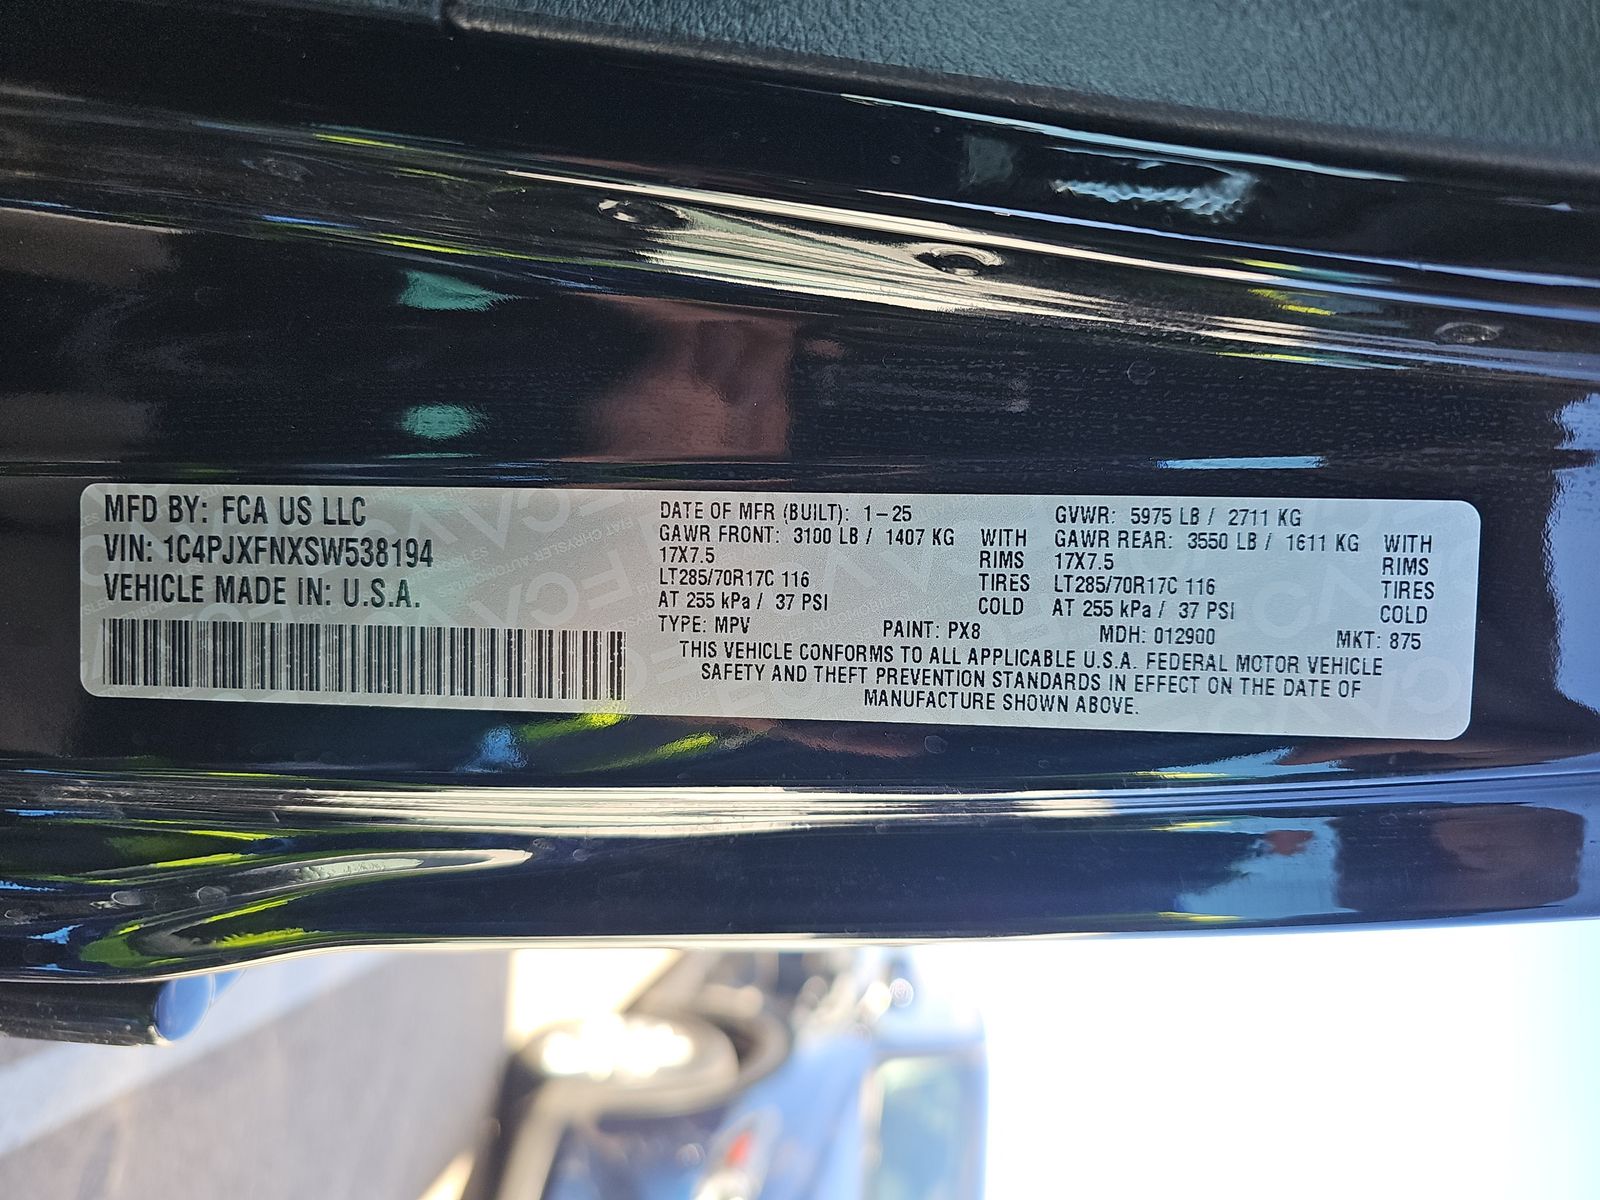 MFD BY: FCA US LLC
VIN: 1C4PJXFNXSW538194
VEHICLE MADE IN: U.S.A.
DATE OF MFR (BUILT): 1-25 GVWR: 5975 LB / 2711 KG
GAWR FRONT: 3100 LB / 1407 KG WITH GAWR REAR: 3550 LB / 1611 KG WITH
17X7.5 RIMS 17X7.5 RIMS
LT285/70R17C 116 TIRES LT285/70R17C 116 TIRES
AT 255 kPa / 37 PSI COLD AT 255 kPa / 37 PSI COLD
TYPE: MPV PAINT: PX8 MDH: 012900 MKT: 875
THIS VEHICLE CONFORMS TO ALL APPLICABLE U.S.A. FEDERAL MOTOR VEHICLE
SAFETY AND THEFT PREVENTION STANDARDS IN EFFECT ON THE DATE OF
MANUFACTURE SHOWN ABOVE.